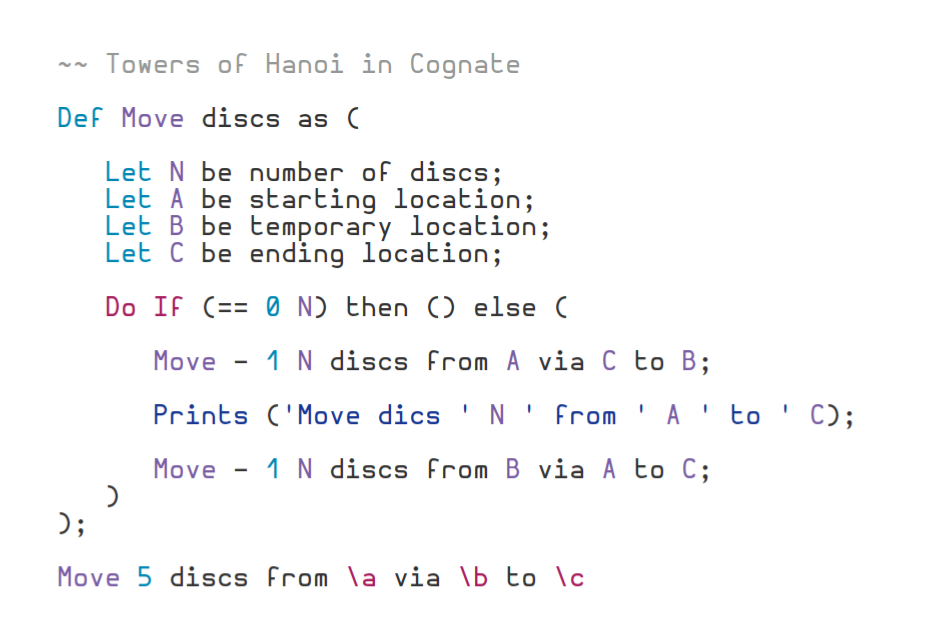 ~~ Towers of Hanoi in Cognate
Def Move discs as (
Let N be number of discs;
Let A be starting location;
Let B be temporary location;
Let C be ending location;
Do If (== 0 N) then () else (
Move - 1 N discs from A via C to B;
Prints ('Move dics ' N ' from ' A ' to ' C);
Move - 1 N discs from B via A to C;
)
);
Move 5 discs from \a via \b to \c